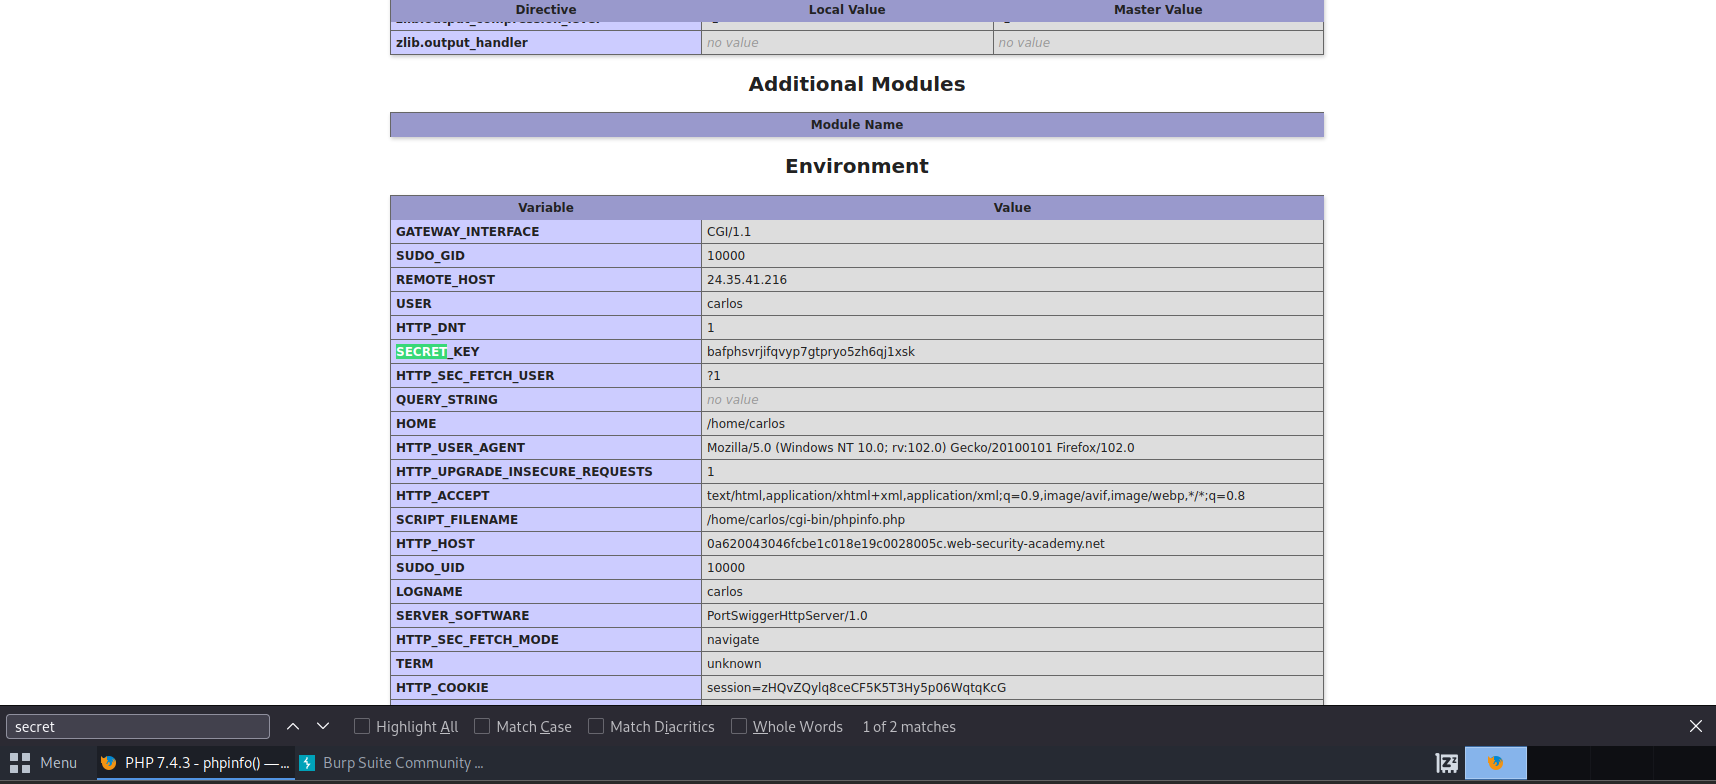 Directive Local Value Master Value
zlib.output_compression_level -1 -1
zlib.output_handler no value no value
Additional Modules
Module Name
Environment
Variable Value
GATEWAY_INTERFACE CGI/1.1
SUDO_GID 10000
REMOTE_HOST 24.35.41.216
USER carlos
HTTP_DNT 1
SECRET_KEY bafphsvrjifqvyp7gtpryo5zh6qj1xsk
HTTP_SEC_FETCH_USER ?1
QUERY_STRING no value
HOME /home/carlos
HTTP_USER_AGENT Mozilla/5.0 (Windows NT 10.0; rv:102.0) Gecko/20100101 Firefox/102.0
HTTP_UPGRADE_INSECURE_REQUESTS 1
HTTP_ACCEPT text/html,application/xhtml+xml,application/xml;q=0.9,image/avif,image/webp,*/*;q=0.8
SCRIPT_FILENAME /home/carlos/cgi-bin/phpinfo.php
HTTP_HOST 0a620043046fcbe1c018e19c0028005c.web-security-academy.net
SUDO_UID 10000
LOGNAME carlos
SERVER_SOFTWARE PortSwiggerHttpServer/1.0
HTTP_SEC_FETCH_MODE navigate
TERM unknown
HTTP_COOKIE session=zHQvZQylq8ceCF5K5T3Hy5p06WqtqKcG
secret Highlight All Match Case Match Diacritics Whole Words 1 of 2 matches
Menu PHP 7.4.3 - phpinfo() —... Burp Suite Community ...